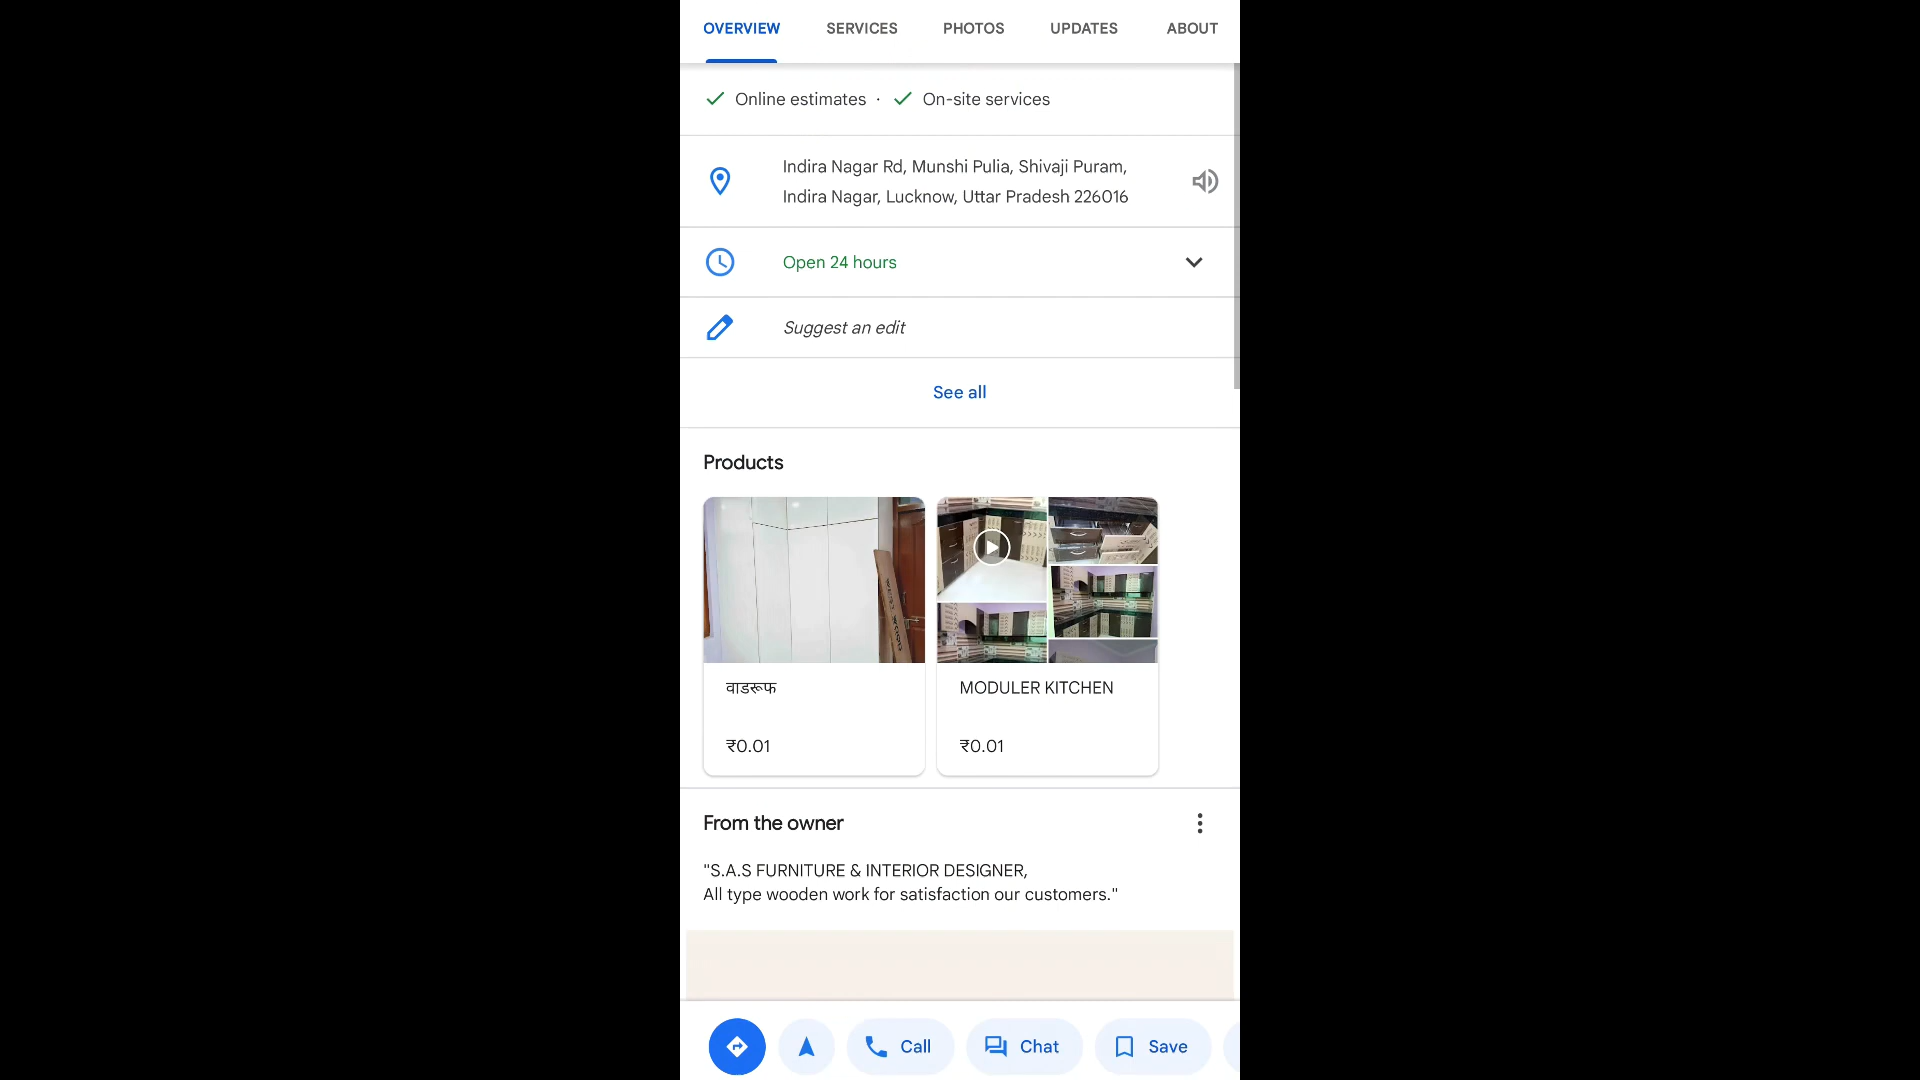 OVERVIEW SERVICES PHOTOS UPDATES ABOUT
Online estimates · On-site services
Indira Nagar Rd, Munshi Pulia, Shivaji Puram,
Indira Nagar, Lucknow, Uttar Pradesh 226016
Open 24 hours
Suggest an edit
See all
Products
वाडरूफ MODULER KITCHEN
₹0.01 ₹0.01
From the owner
"S.A.S FURNITURE & INTERIOR DESIGNER,
All type wooden work for satisfaction our customers."
Call Chat Save